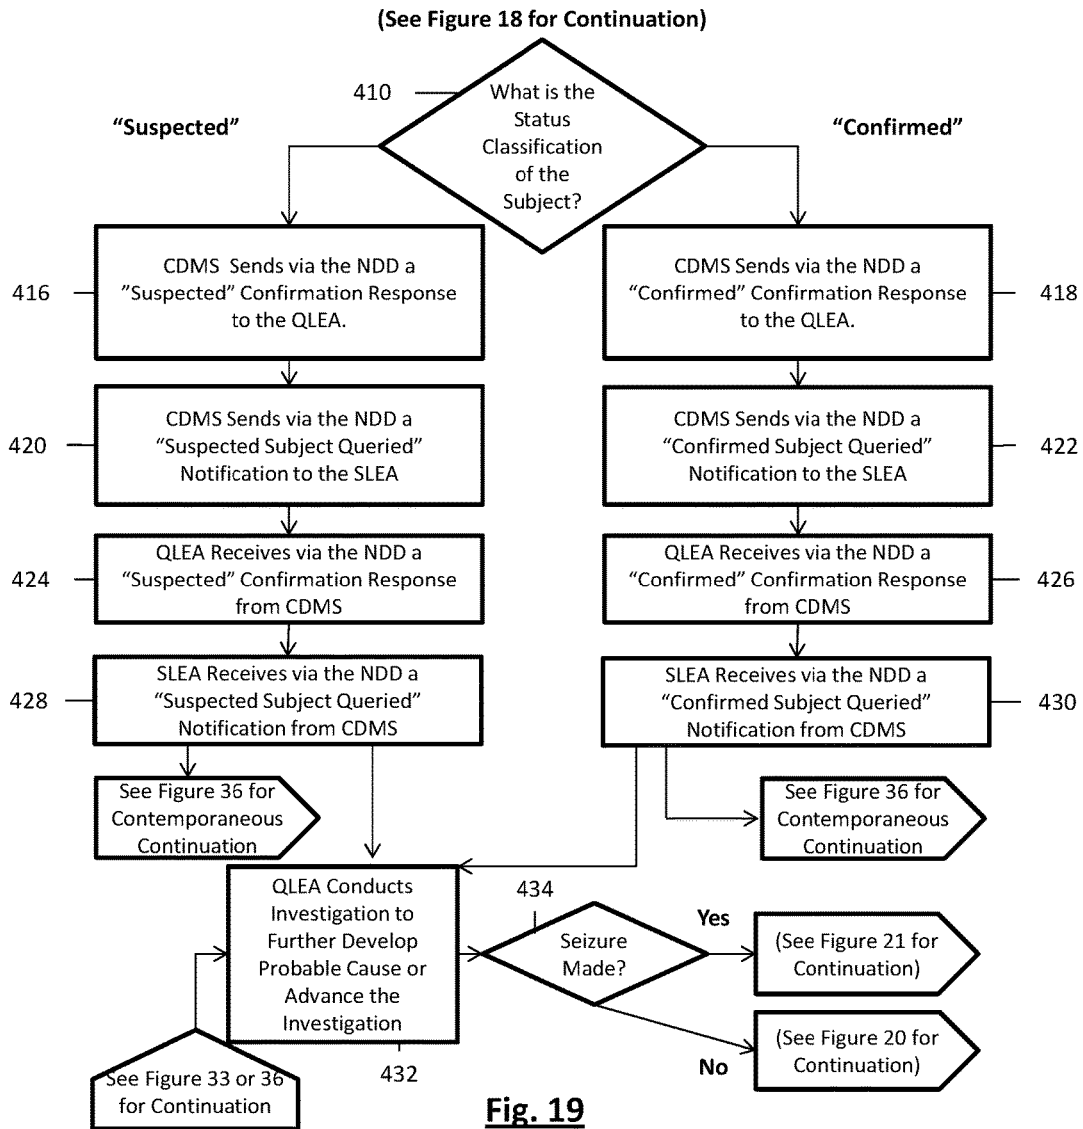 (See Figure 18 for Continuation)
410
What is the
Status
Classification
of the
Subject?
“Suspected”
“Confirmed”
416
CDMS Sends via the NDD a
”Suspected” Confirmation Response
to the QLEA.
CDMS Sends via the NDD a
“Confirmed” Confirmation Response
to the QLEA.
418
420
CDMS Sends via the NDD a
“Suspected Subject Queried”
Notification to the SLEA
CDMS Sends via the NDD a
“Confirmed Subject Queried”
Notification to the SLEA
422
424
QLEA Receives via the NDD a
“Suspected” Confirmation Response
from CDMS
QLEA Receives via the NDD a
“Confirmed” Confirmation Response
from CDMS
426
428
SLEA Receives via the NDD a
“Suspected Subject Queried”
Notification from CDMS
SLEA Receives via the NDD a
“Confirmed Subject Queried”
Notification from CDMS
430
See Figure 36 for
Contemporaneous
Continuation
See Figure 36 for
Contemporaneous
Continuation
QLEA Conducts
Investigation to
Further Develop
Probable Cause or
Advance the
Investigation
432
434
Seizure
Made?
Yes
(See Figure 21 for
Continuation)
No
(See Figure 20 for
Continuation)
See Figure 33 or 36
for Continuation
Fig. 19